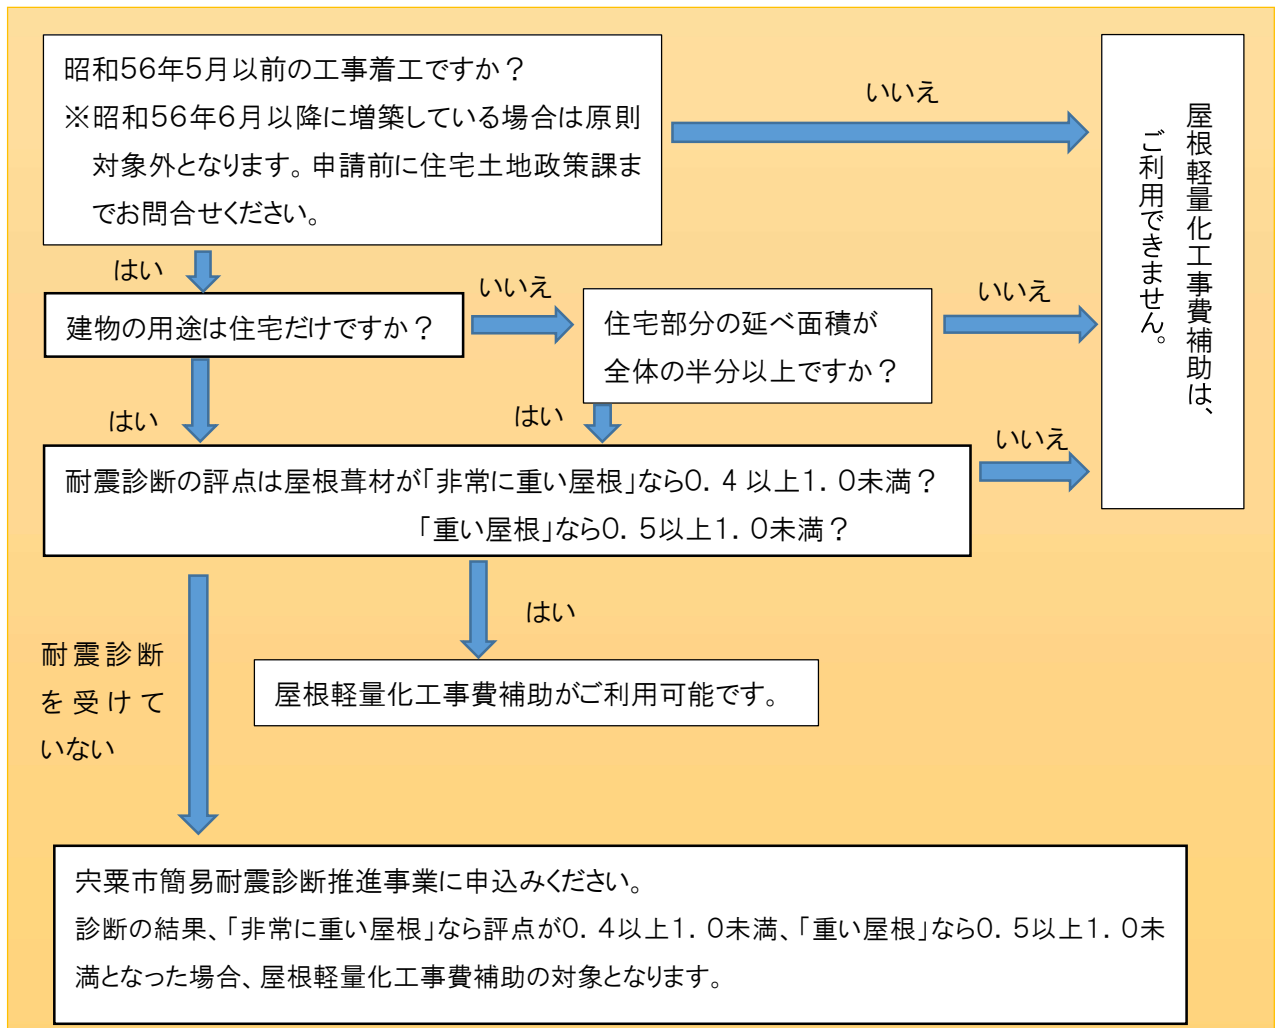 昭和56年5月以前の工事着工ですか？
※昭和56年6月以降に増築している場合は原則
対象外となります。申請前に住宅土地政策課ま
でお問合せください。
いいえ
屋根軽量化工事費補助は、
ご利用できません。
はい
建物の用途は住宅だけですか？
いいえ
住宅部分の延べ面積が
全体の半分以上ですか？
いいえ
はい
はい
耐震診断の評点は屋根葺材が「非常に重い屋根」なら0．4以上1．0未満？
「重い屋根」なら0．5以上1．0未満？
いいえ
はい
屋根軽量化工事費補助がご利用可能です。
耐震診断
を受けて
いない
宍粟市簡易耐震診断推進事業に申込みください。
診断の結果、「非常に重い屋根」なら評点が0．4以上1．0未満、「重い屋根」なら0．5以上1．0未
満となった場合、屋根軽量化工事費補助の対象となります。